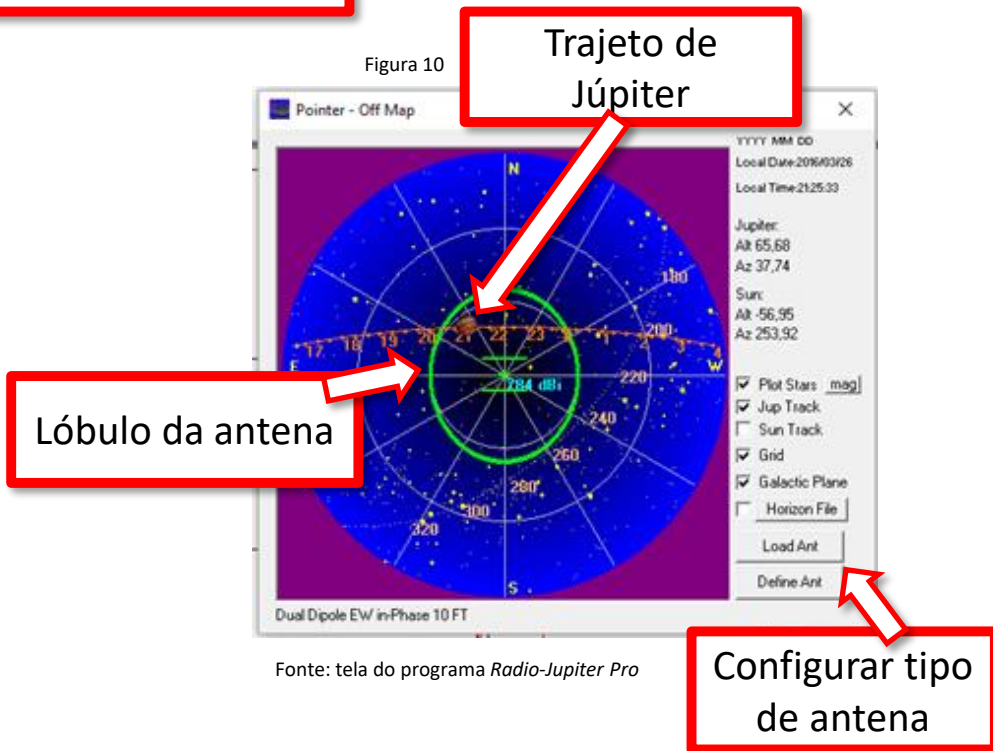 Figura 10
Trajeto de
Júpiter
Pointer - Off Map
YYYY MM DD
Local Date:2016/03/26
Local Time:21:25:33
Jupiter:
Alt 65,68
Az 37,74
Sun:
Alt -56,95
Az 253,92
N
180
17 18 19 20 21 22 23 1 2 3 4
200
E
W
784 dBi
220
240
260
280
300
320
S
Lóbulo da antena
Plot Stars mag
Jup Track
Sun Track
Grid
Galactic Plane
Horizon File
Load Ant
Define Ant
Dual Dipole EW in-Phase 10 FT
Fonte: tela do programa Radio-Jupiter Pro
Configurar tipo
de antena